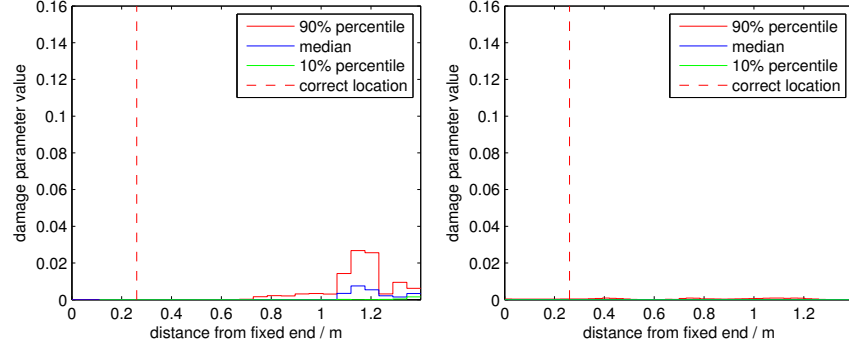 0.16
0.14
0.12
0.1
0.08
0.06
0.04
0.02
0
damage parameter value
90% percentile
median
10% percentile
correct location
0 0.2 0.4 0.6 0.8 1 1.2
distance from fixed end / m
0.16
0.14
0.12
0.1
0.08
0.06
0.04
0.02
0
damage parameter value
90% percentile
median
10% percentile
correct location
0 0.2 0.4 0.6 0.8 1 1.2
distance from fixed end / m